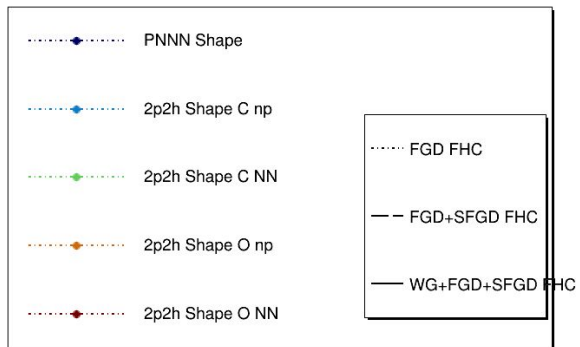 PNNN Shape
2p2h Shape C np
2p2h Shape C NN
2p2h Shape O np
2p2h Shape O NN
FGD FHC
FGD+SFGD FHC
WG+FGD+SFGD FHC